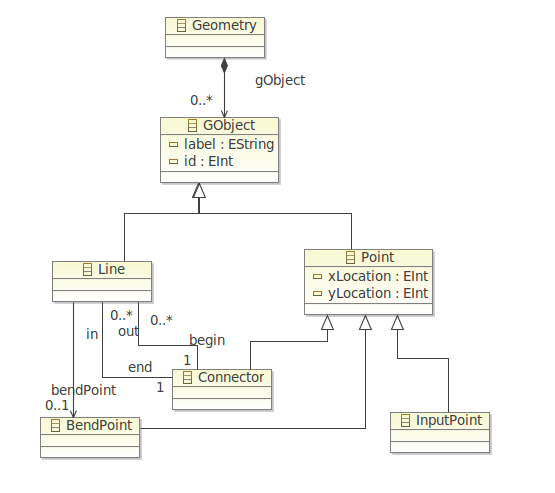 Geometry
gObject
0..*
GObject
label : EString
id : EInt
Line
Point
xLocation : EInt
yLocation : EInt
0..*
0..*
in
out
begin
1
end
Connector
1
bendPoint
0..1
BendPoint
InputPoint